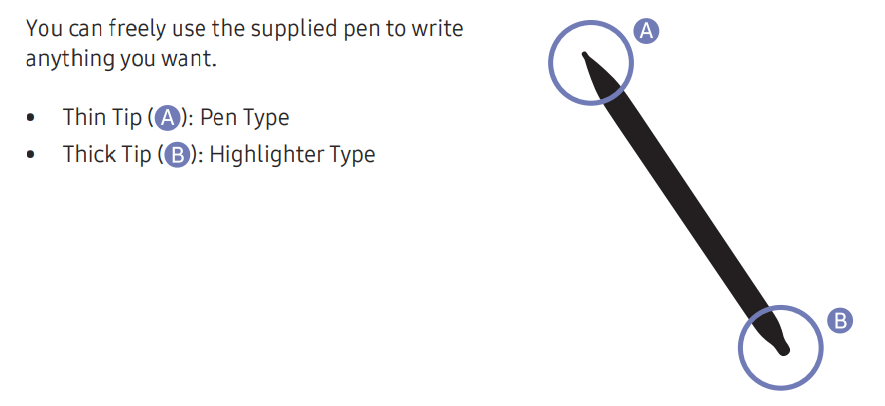 You can freely use the supplied pen to write
anything you want.
• Thin Tip (A): Pen Type
• Thick Tip (B): Highlighter Type
A
B